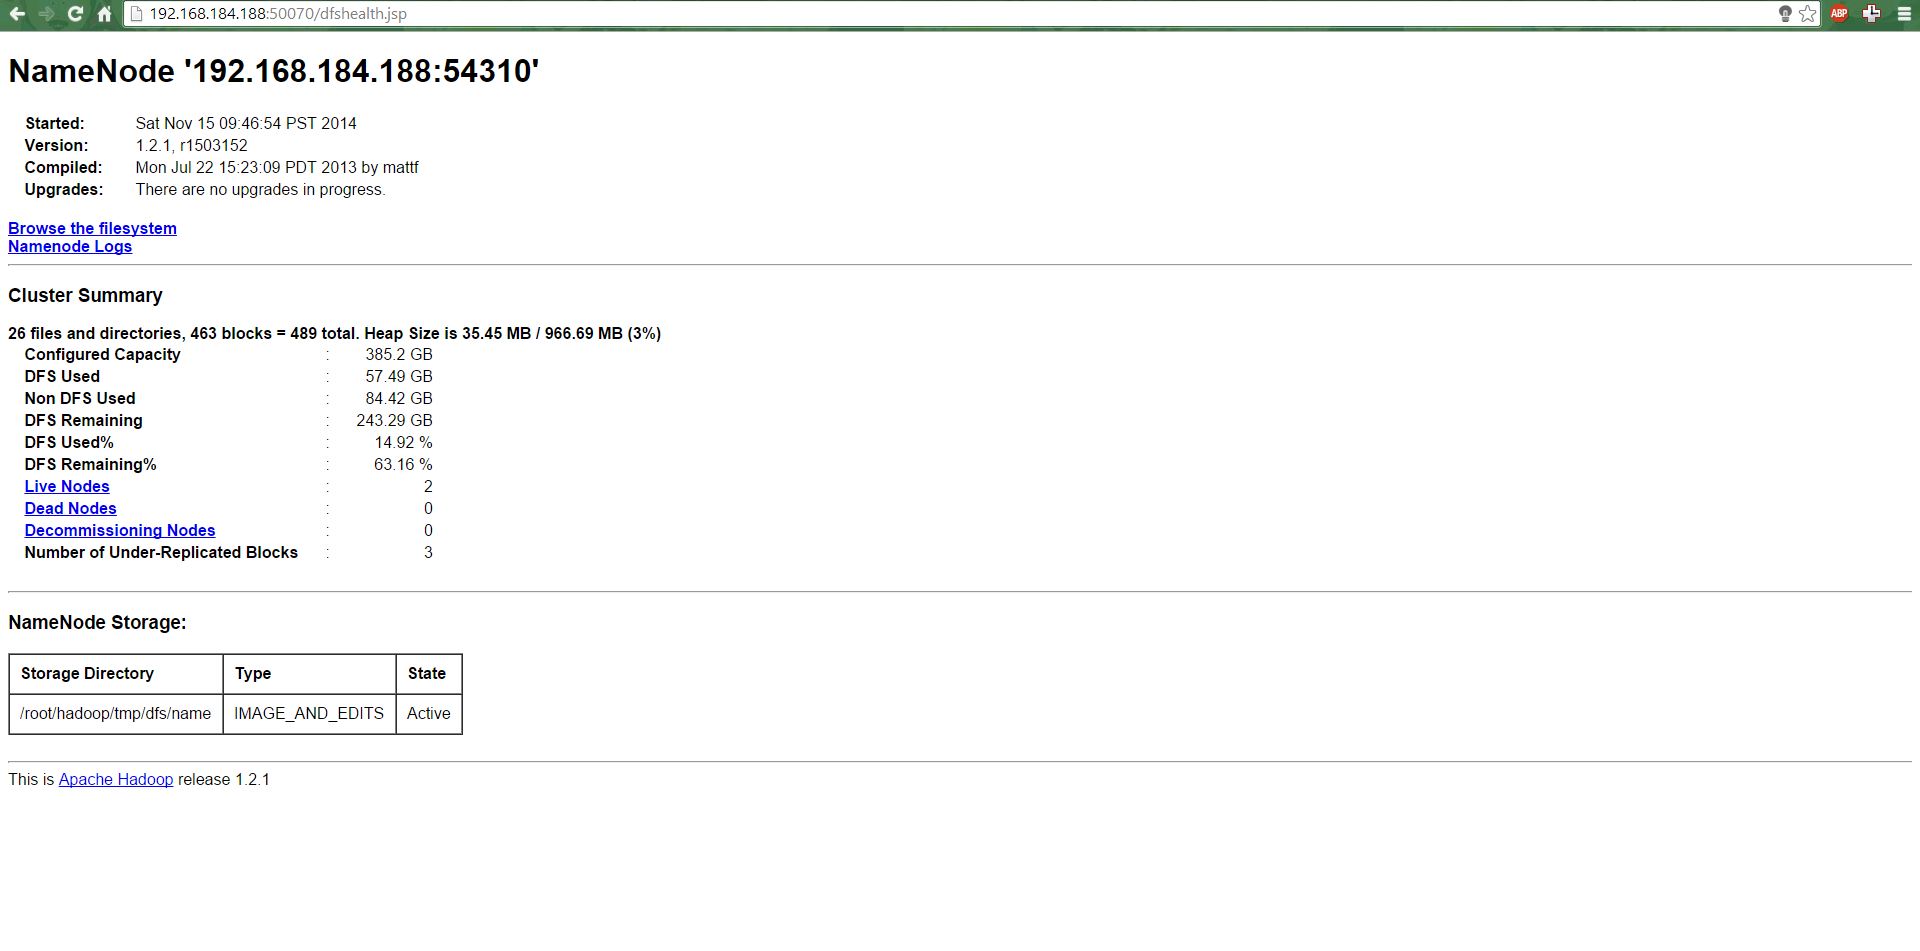 192.168.184.188:50070/dfshealth.jsp
ABP
NameNode '192.168.184.188:54310'
Started: Sat Nov 15 09:46:54 PST 2014
Version: 1.2.1, r1503152
Compiled: Mon Jul 22 15:23:09 PDT 2013 by mattf
Upgrades: There are no upgrades in progress.
Browse the filesystem
Namenode Logs
Cluster Summary
26 files and directories, 463 blocks = 489 total. Heap Size is 35.45 MB / 966.69 MB (3%)
Configured Capacity : 385.2 GB
DFS Used : 57.49 GB
Non DFS Used : 84.42 GB
DFS Remaining : 243.29 GB
DFS Used% : 14.92 %
DFS Remaining% : 63.16 %
Live Nodes : 2
Dead Nodes : 0
Decommissioning Nodes : 0
Number of Under-Replicated Blocks : 3
NameNode Storage:
Storage Directory Type State
/root/hadoop/tmp/dfs/name IMAGE_AND_EDITS Active
This is Apache Hadoop release 1.2.1